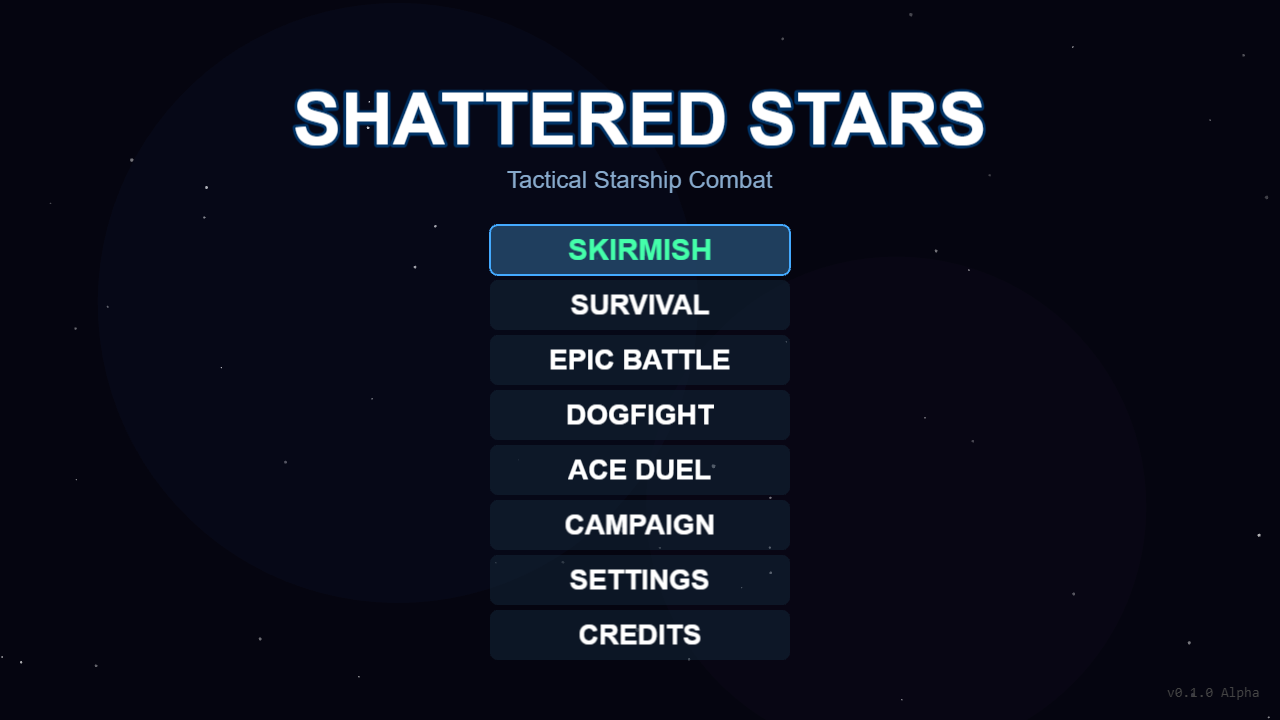 SHATTERED STARS
Tactical Starship Combat
SKIRMISH
SURVIVAL
EPIC BATTLE
DOGFIGHT
ACE DUEL
CAMPAIGN
SETTINGS
CREDITS
v0.1.0 Alpha